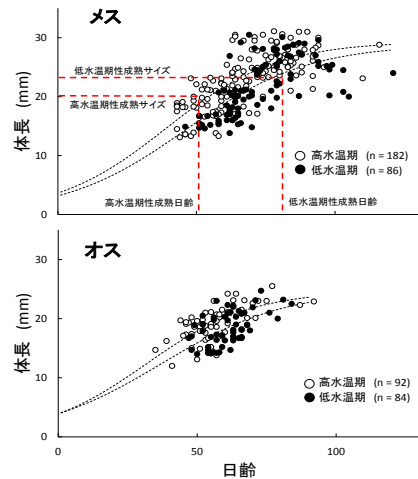 メス
30
20
10
0
体長 (mm)
低水温期性成熟サイズ
高水温期性成熟サイズ
高水温期性成熟日齢
低水温期性成熟日齢
○ 高水温期 (n = 182)
● 低水温期 (n = 86)
オス
30
20
10
0
体長 (mm)
○ 高水温期 (n = 92)
● 低水温期 (n = 84)
0 50 100
日齢